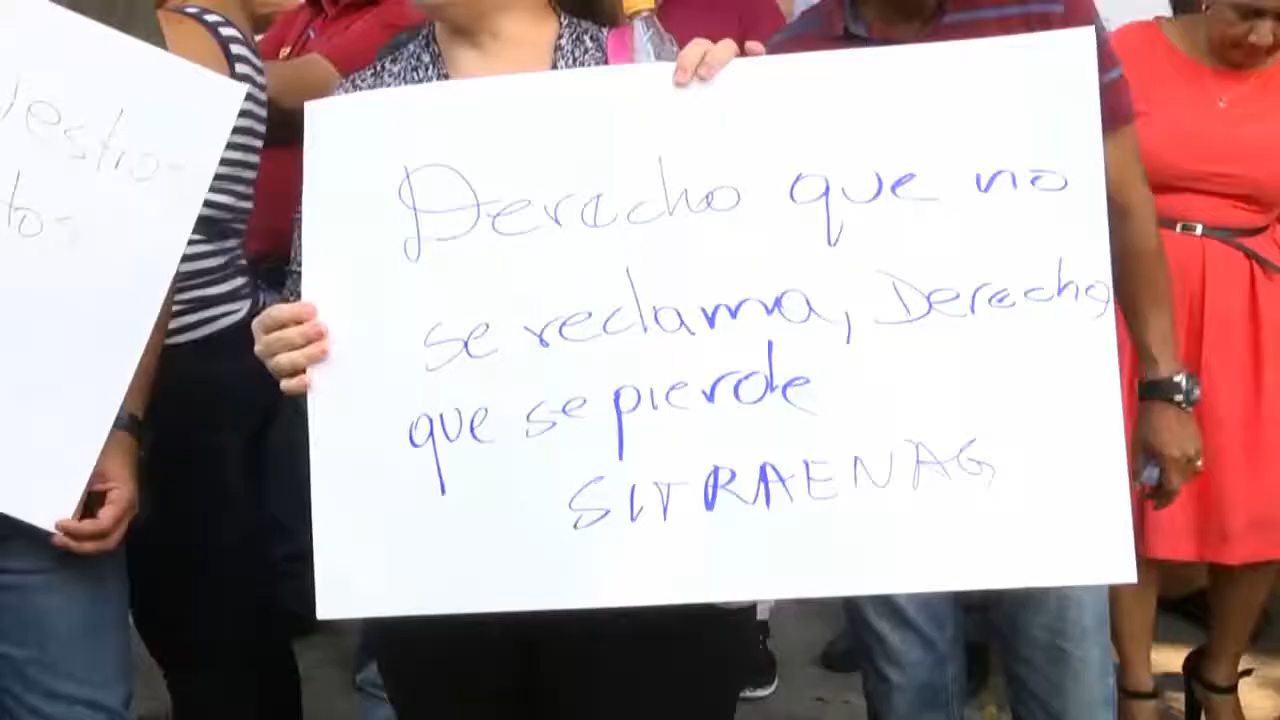 Derecho que no
se reclama, Derecho
que se pierde
SITRAENAG